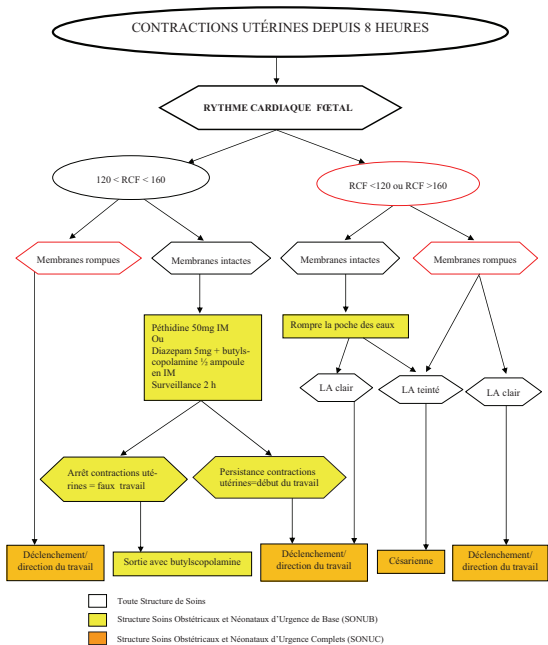 CONTRACTIONS UTÉRINES DEPUIS 8 HEURES
RYTHME CARDIAQUE FŒTAL
120 < RCF < 160
RCF <120 ou RCF >160
Membranes rompues
Membranes intactes
Membranes intactes
Membranes rompues
Péthidine 50mg IM
Ou
Diazepam 5mg + butyls-
copolamine ½ ampoule
en IM
Surveillance 2 h
Rompre la poche des eaux
LA clair
LA teinté
LA clair
Arrêt contractions uté-
rines = faux travail
Persistance contractions
utérines=début du travail
Déclenchement/
direction du travail
Sortie avec butylscopolamine
Déclenchement/
direction du travail
Césarienne
Déclenchement/
direction du travail
Toute Structure de Soins
Structure Soins Obstétricaux et Néonataux d'Urgence de Base (SONUB)
Structure Soins Obstétricaux et Néonataux d'Urgence Complets (SONUC)